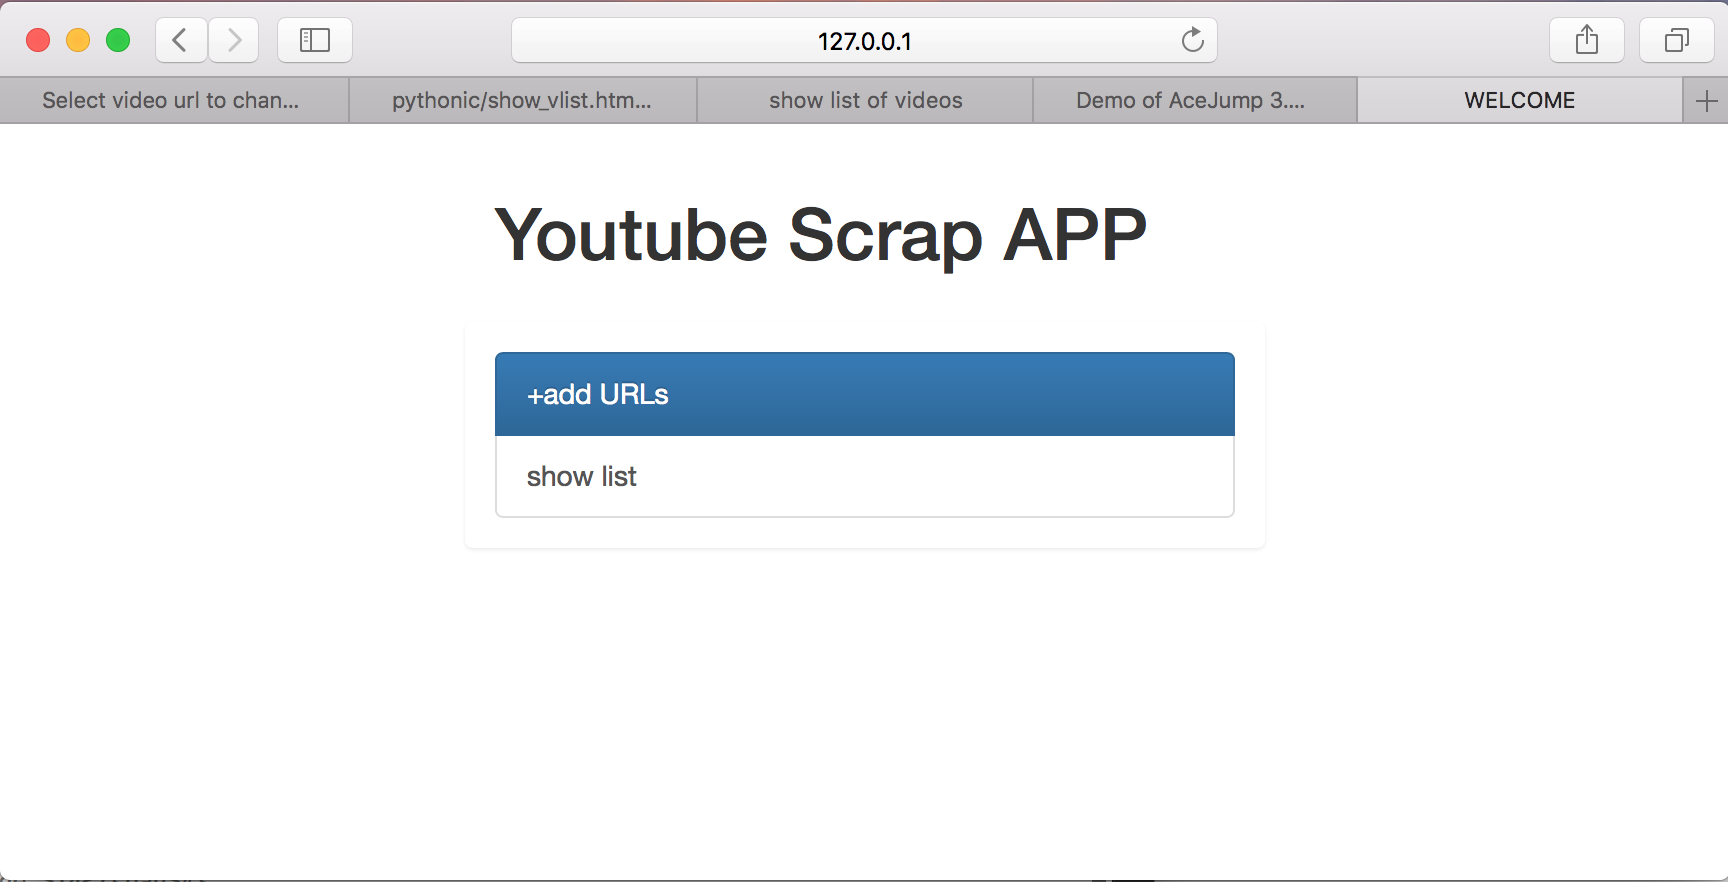 127.0.0.1
Select video url to chan...
pythonic/show_vlist.htm...
show list of videos
Demo of AceJump 3....
WELCOME
Youtube Scrap APP
+add URLs
show list